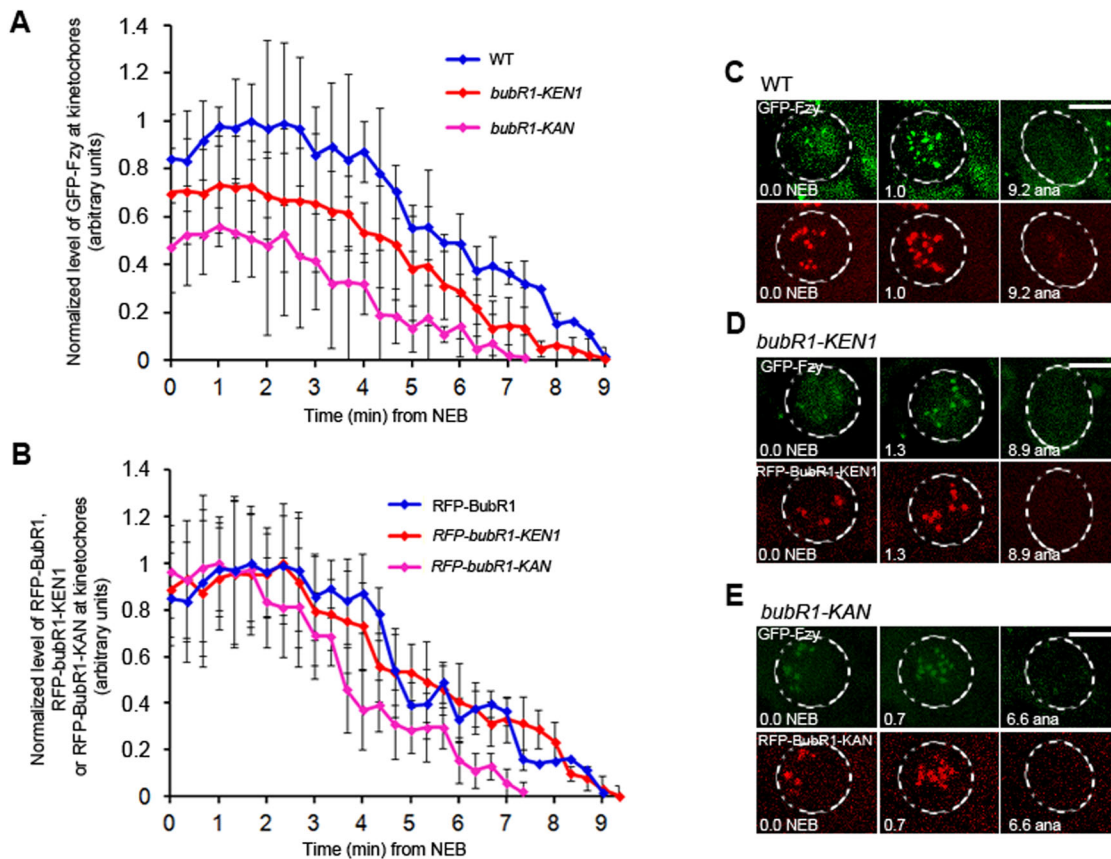 A
Normalized level of GFP-Fzy at kinetochores
(arbitrary units)
1.4
1.2
1
0.8
0.6
0.4
0.2
0
WT
bubR1-KEN1
bubR1-KAN
0 1 2 3 4 5 6 7 8 9
Time (min) from NEB
B
Normalized level of RFP-BubR1,
RFP-bubR1-KEN1
or RFP-BubR1-KAN at kinetochores
(arbitrary units)
1.4
1.2
1
0.8
0.6
0.4
0.2
0
RFP-BubR1
RFP-bubR1-KEN1
RFP-bubR1-KAN
0 1 2 3 4 5 6 7 8 9
Time (min) from NEB
C
WT
GFP-Fzy
0.0 NEB 1.0 9.2 ana
0.0 NEB 1.0 9.2 ana
D
bubR1-KEN1
GFP-Fzy
0.0 NEB 1.3 8.9 ana
RFP-BubR1-KEN1
0.0 NEB 1.3 8.9 ana
E
bubR1-KAN
GFP-Fzy
0.0 NEB 0.7 6.6 ana
RFP-BubR1-KAN
0.0 NEB 0.7 6.6 ana